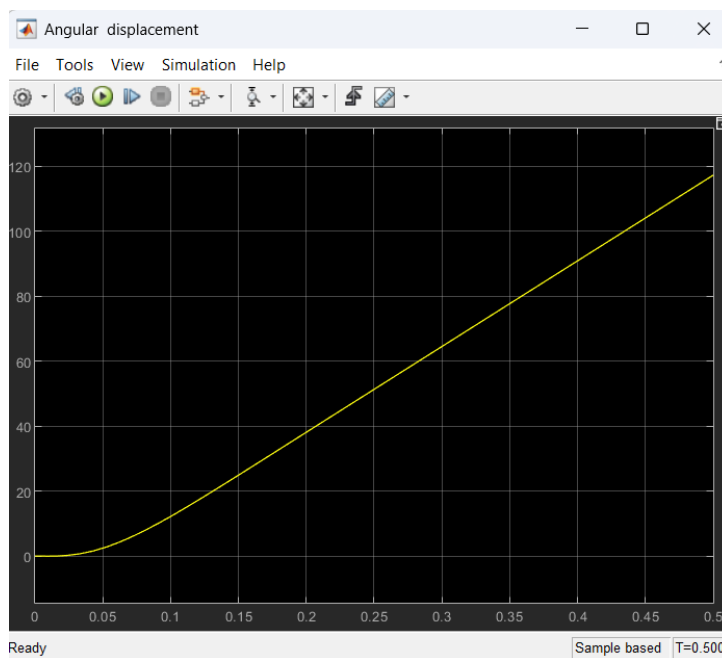 Angular displacement
File Tools View Simulation Help
120
100
80
60
40
20
0
0 0.05 0.1 0.15 0.2 0.25 0.3 0.35 0.4 0.45 0.5
Ready Sample based T=0.500